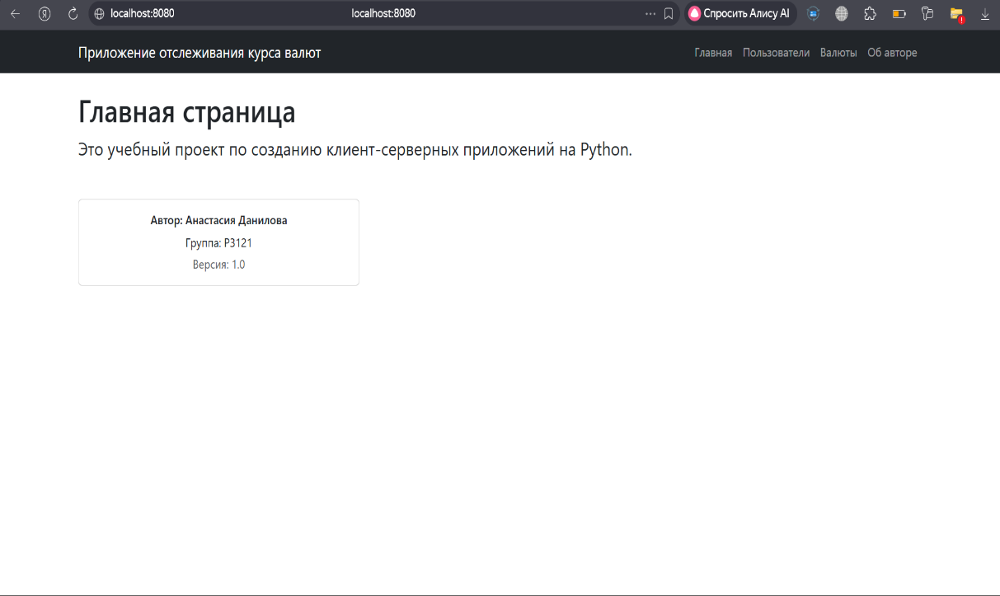 localhost:8080 localhost:8080 Спросить Алису AI
Приложение отслеживания курса валют Главная Пользователи Валюты Об авторе
Главная страница
Это учебный проект по созданию клиент-серверных приложений на Python.
Автор: Анастасия Данилова
Группа: P3121
Версия: 1.0